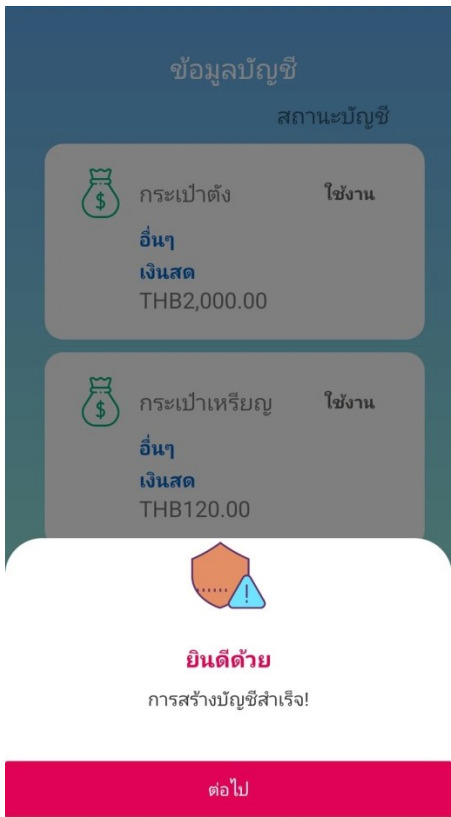 ข้อมูลบัญชี
สถานะบัญชี
กระเป๋าตัง ใช้งาน
อื่นๆ
เงินสด
THB2,000.00
กระเป๋าเหรียญ ใช้งาน
อื่นๆ
เงินสด
THB120.00
ยินดีด้วย
การสร้างบัญชีสำเร็จ!
ต่อไป